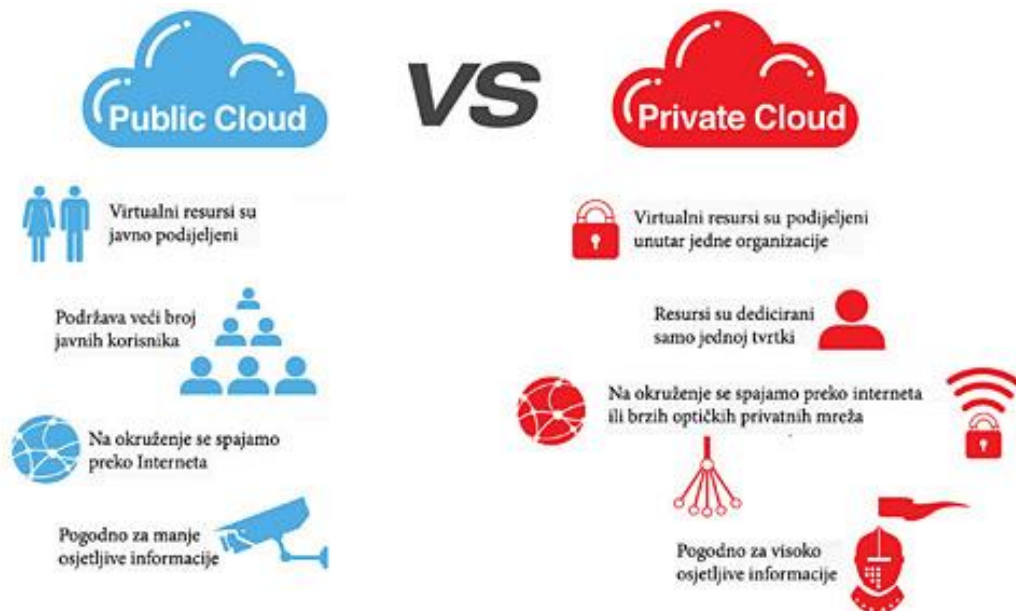 Public Cloud
VS
Private Cloud
Virtualni resursi su
javno podijeljeni
Podržava veći broj
javnih korisnika
Na okruženje se spajamo
preko Interneta
Pogodno za manje
osjetljive informacije
Virtualni resursi su podijeljeni
unutar jedne organizacije
Resursi su dedicirani
samo jednoj tvrtki
Na okruženje se spajamo preko interneta
ili brzih optičkih privatnih mreža
Pogodno za visoko
osjetljive informacije